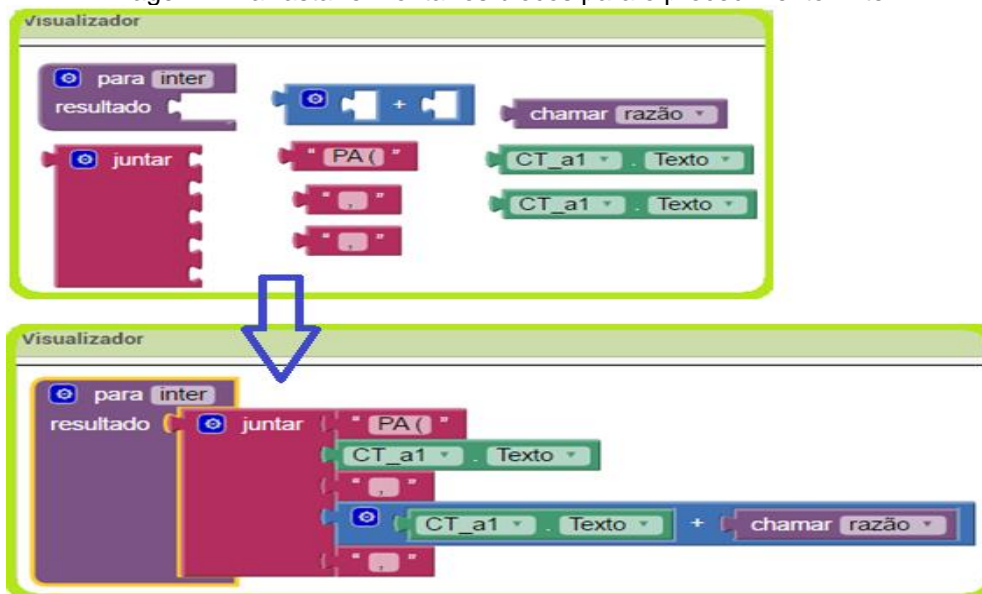 Visualizador
para inter
resultado
+
chamar razão
juntar
" PA ( "
CT_a1 . Texto
" , "
CT_a1 . Texto
" , "
Visualizador
para inter
resultado
juntar
" PA ( "
CT_a1 . Texto
" , "
CT_a1 . Texto + chamar razão
" , "